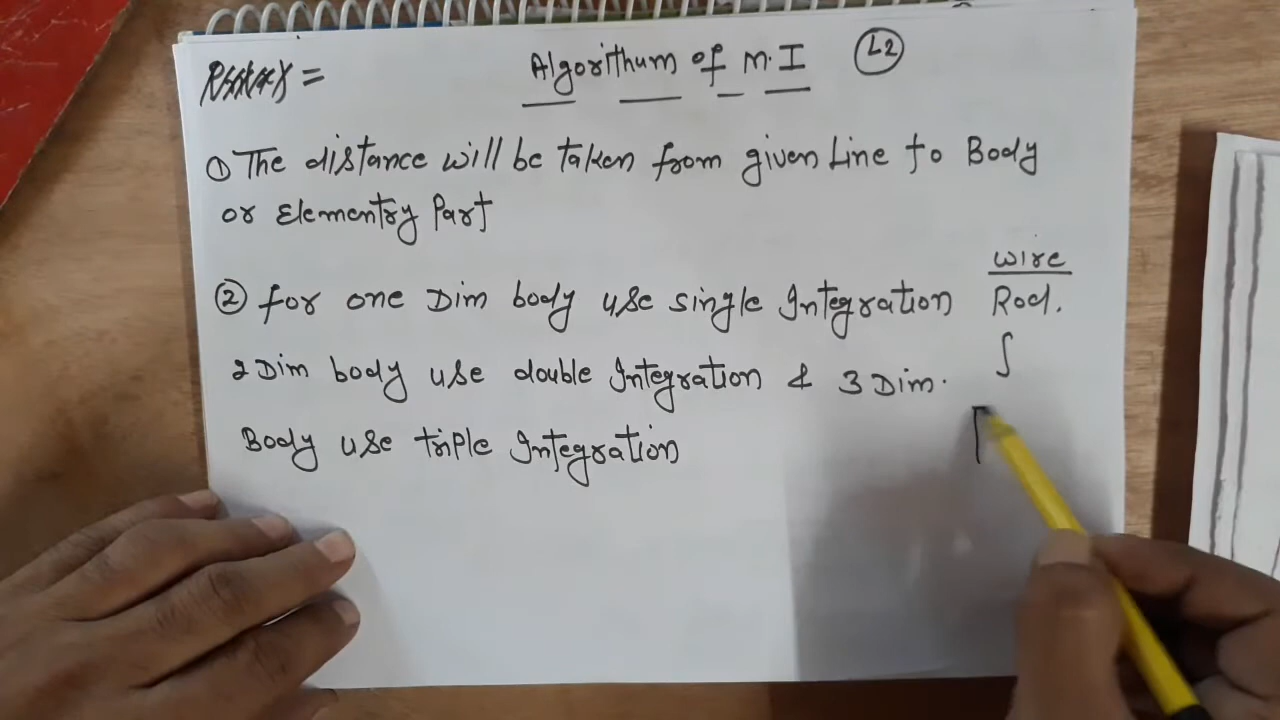 Algorithum of M.I L2
=
① The distance will be taken from given Line to Body
or Elementry Part
② for one Dim body use single Integration
wire
Rod.
2 Dim body use double Integration & 3 Dim.
∫
Body use triple Integration